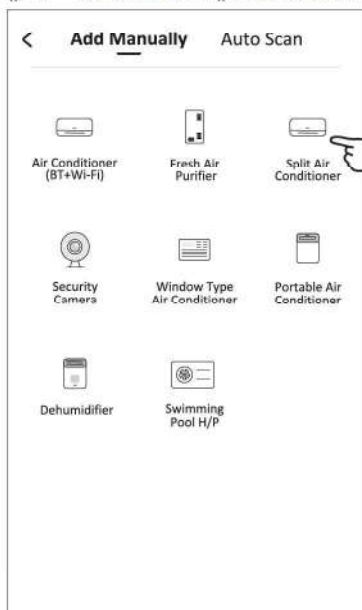 Add Manually Auto Scan
Air Conditioner
(BT+Wi-Fi)
Fresh Air
Purifier
Split Air
Conditioner
Security
Camera
Window Type
Air Conditioner
Portable Air
Conditioner
Dehumidifier
Swimming
Pool H/P